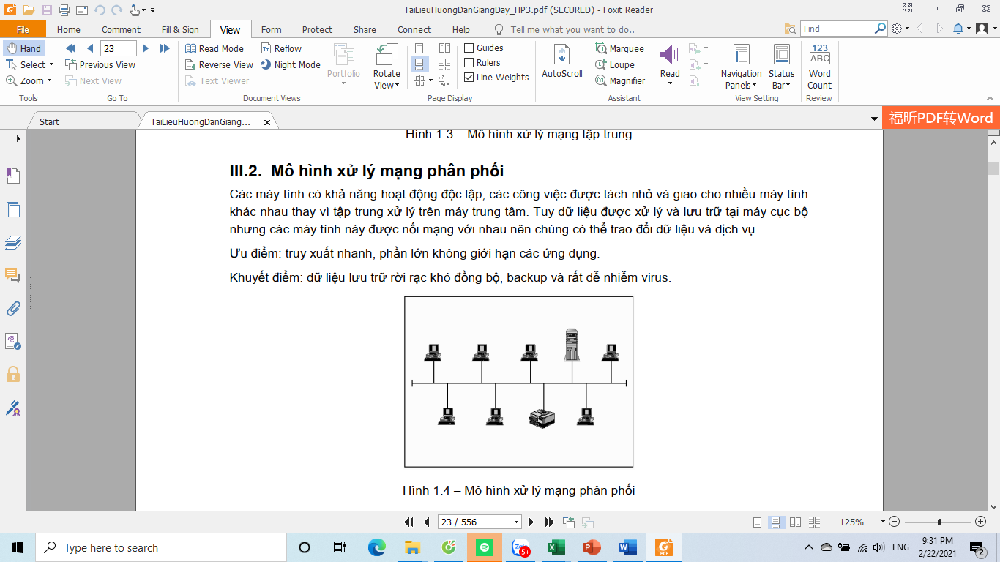 TaiLieuHuongDanGiangDay_HP3.pdf (SECURED) - Foxit Reader
File Home Comment Fill & Sign View Form Protect Share Connect Help Tell me what you want to do.. Find
Hand 23 Read Mode Reflow Guides Marquee 123
Select Previous View Reverse View Night Mode Rulers Loupe ABC
Zoom Next View Text Viewer Line Weights Magnifier
Portfolio Rotate View AutoScroll Read Navigation Panels Status Bar Word Count
Tools Go To Document Views Page Display Assistant View Setting Review
Start TaiLieuHuongDanGiang... 福昕PDF转Word
Hình 1.3 – Mô hình xử lý mạng tập trung
III.2. Mô hình xử lý mạng phân phối
Các máy tính có khả năng hoạt động độc lập, các công việc được tách nhỏ và giao cho nhiều máy tính
khác nhau thay vì tập trung xử lý trên máy trung tâm. Tuy dữ liệu được xử lý và lưu trữ tại máy cục bộ
nhưng các máy tính này được nối mạng với nhau nên chúng có thể trao đổi dữ liệu và dịch vụ.
Ưu điểm: truy xuất nhanh, phần lớn không giới hạn các ứng dụng.
Khuyết điểm: dữ liệu lưu trữ rời rạc khó đồng bộ, backup và rất dễ nhiễm virus.
Hình 1.4 – Mô hình xử lý mạng phân phối
23 / 556 125%
Type here to search Zalo 5+ ENG 9:31 PM
2/22/2021 2